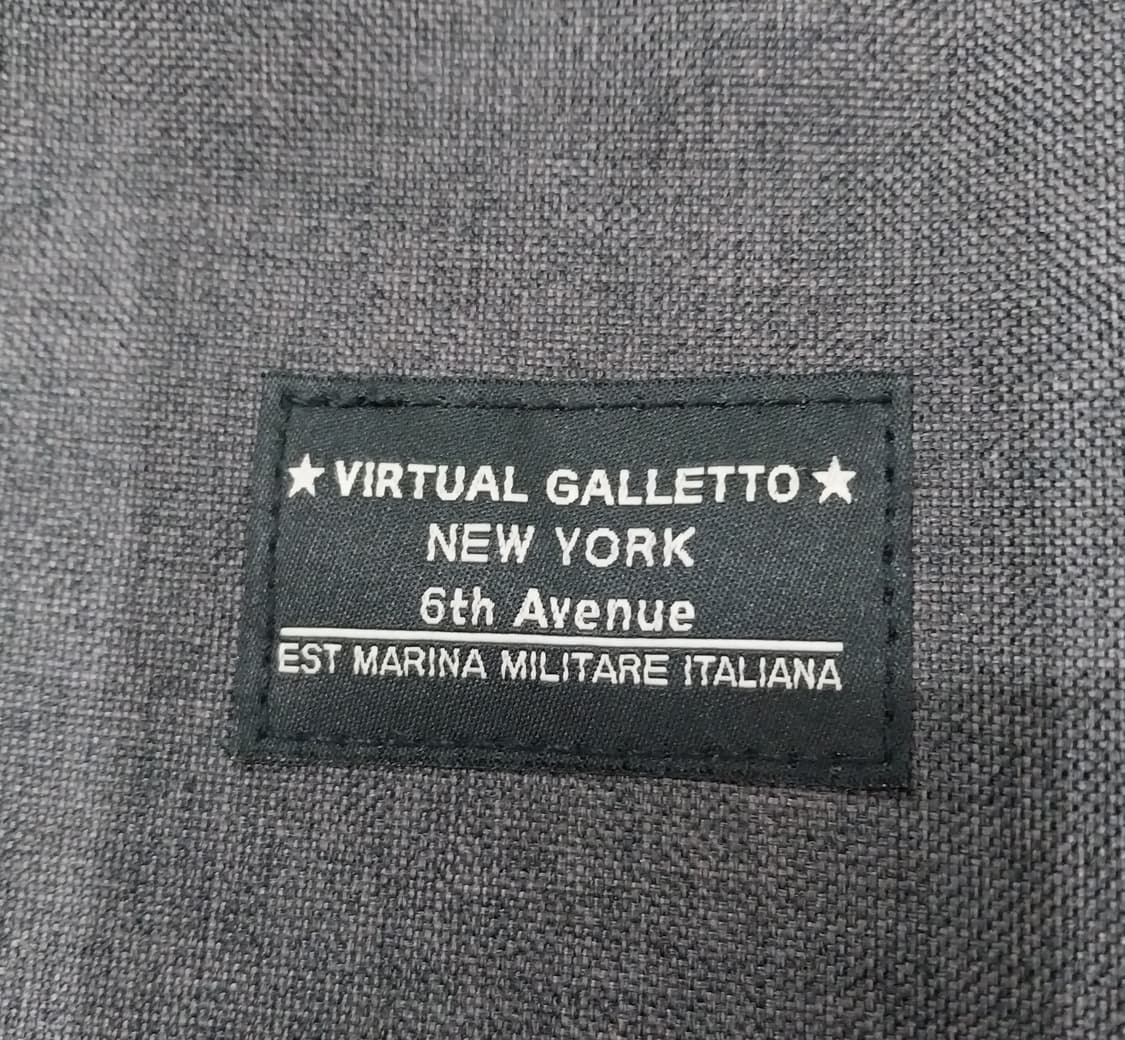 ★ VIRTUAL GALLETTO ★
NEW YORK
6th Avenue
EST MARINA MILITARE ITALIANA